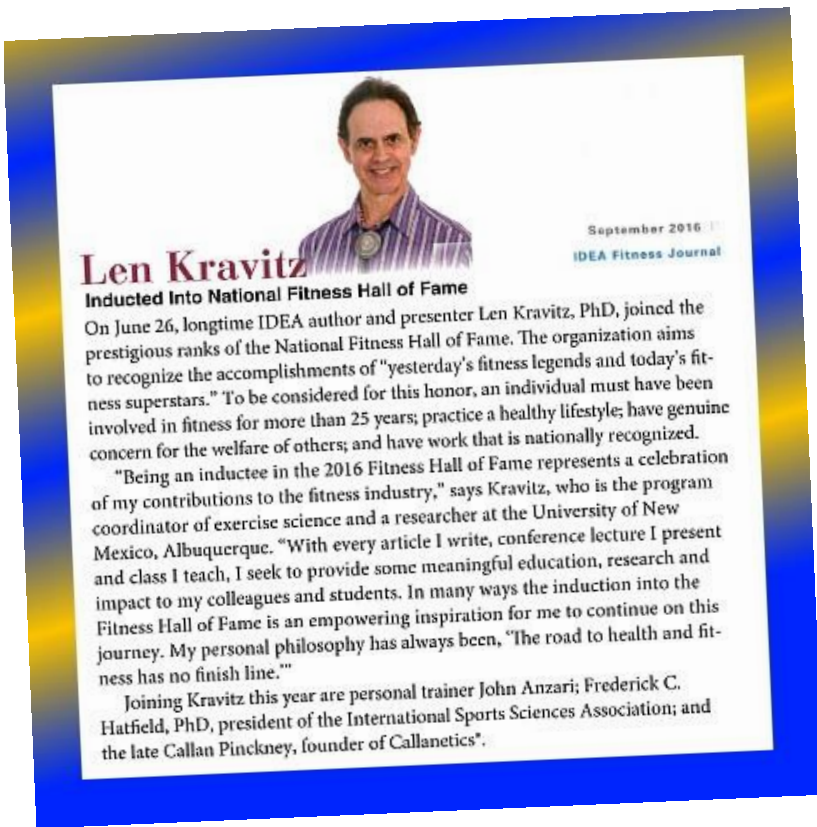 September 2016
IDEA Fitness Journal
Len Kravitz
Inducted Into National Fitness Hall of Fame
On June 26, longtime IDEA author and presenter Len Kravitz, PhD, joined the
prestigious ranks of the National Fitness Hall of Fame. The organization aims
to recognize the accomplishments of "yesterday's fitness legends and today's fit-
ness superstars." To be considered for this honor, an individual must have been
involved in fitness for more than 25 years; practice a healthy lifestyle; have genuine
concern for the welfare of others; and have work that is nationally recognized.
"Being an inductee in the 2016 Fitness Hall of Fame represents a celebration
of my contributions to the fitness industry," says Kravitz, who is the program
coordinator of exercise science and a researcher at the University of New
Mexico, Albuquerque. "With every article I write, conference lecture I present
and class I teach, I seek to provide some meaningful education, research and
impact to my colleagues and students. In many ways the induction into the
Fitness Hall of Fame is an empowering inspiration for me to continue on this
journey. My personal philosophy has always been, 'The road to health and fit-
ness has no finish line.'"
Joining Kravitz this year are personal trainer John Anzari; Frederick C.
Hatfield, PhD, president of the International Sports Sciences Association; and
the late Callan Pinckney, founder of Callanetics®.